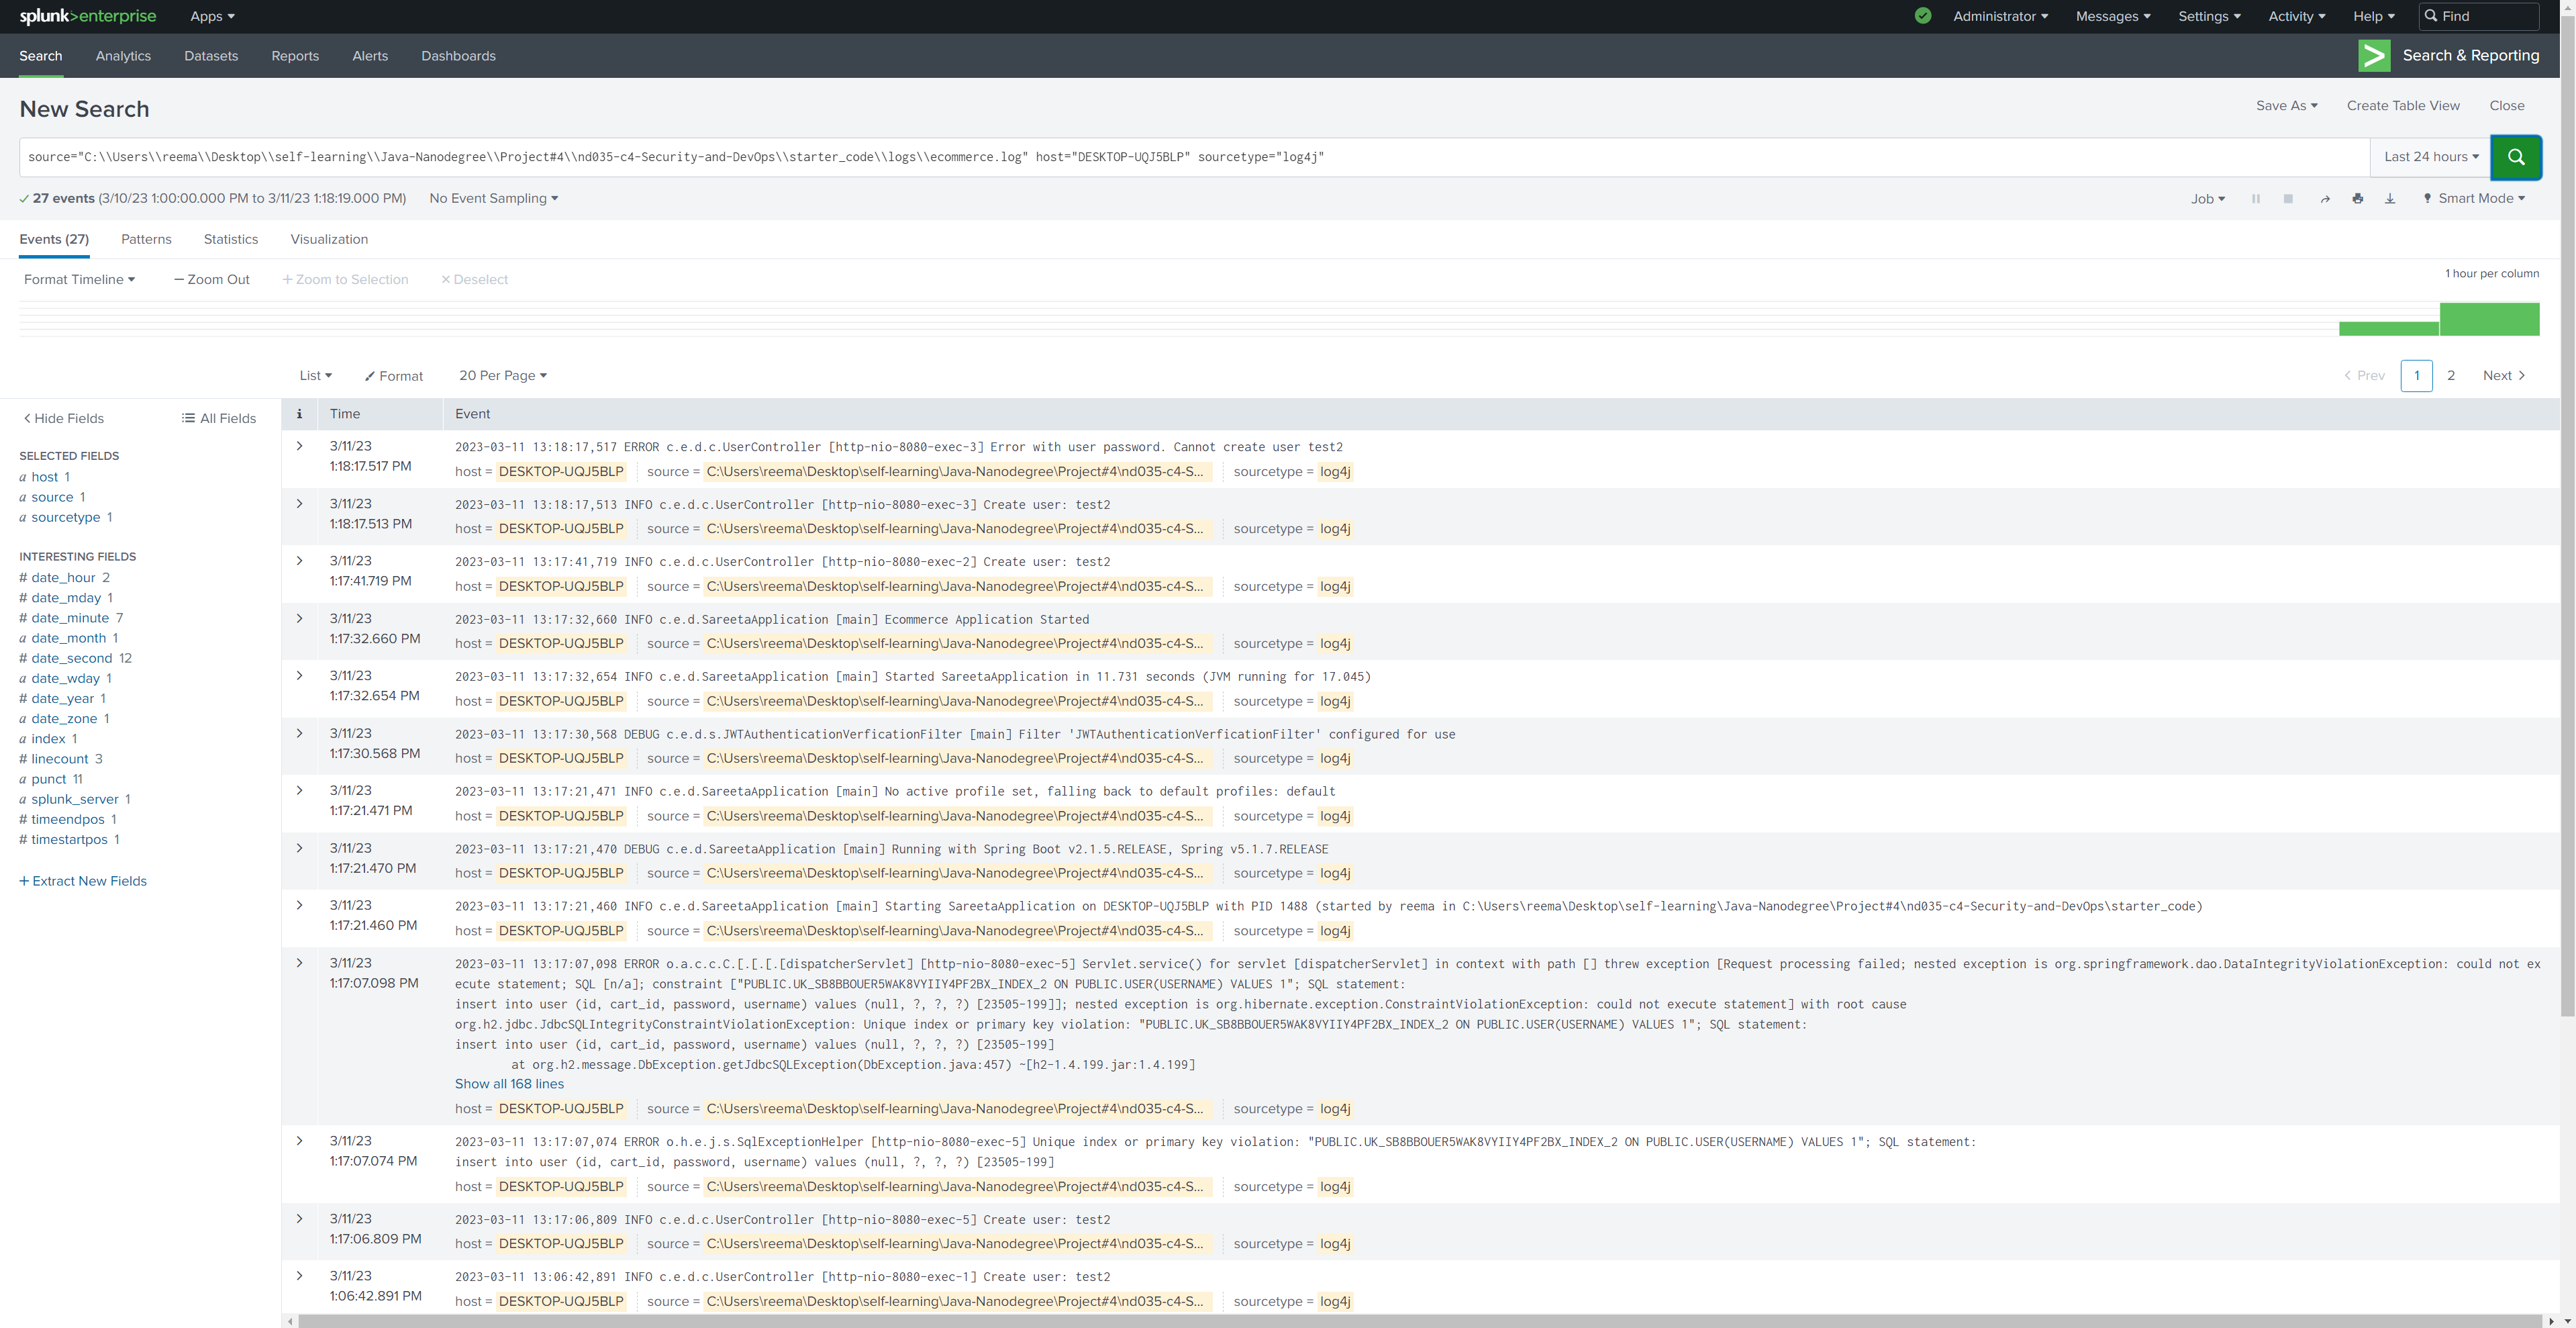 splunk>enterprise Apps Administrator Messages Settings Activity Help Find
Search Analytics Datasets Reports Alerts Dashboards Search & Reporting
New Search Save As Create Table View Close
source="C:\\Users\\reema\\Desktop\\self-learning\\Java-Nanodegree\\Project#4\\nd035-c4-Security-and-DevOps\\starter_code\\logs\\ecommerce.log" host="DESKTOP-UQJ5BLP" sourcetype="log4j" Last 24 hours
27 events (3/10/23 1:00:00.000 PM to 3/11/23 1:18:19.000 PM) No Event Sampling Job Smart Mode
Events (27) Patterns Statistics Visualization
Format Timeline — Zoom Out + Zoom to Selection × Deselect 1 hour per column
List Format 20 Per Page < Prev 1 2 Next >
< Hide Fields All Fields
SELECTED FIELDS
a host 1
a source 1
a sourcetype 1
INTERESTING FIELDS
# date_hour 2
# date_mday 1
# date_minute 7
a date_month 1
# date_second 12
a date_wday 1
# date_year 1
a date_zone 1
a index 1
# linecount 3
a punct 11
a splunk_server 1
# timeendpos 1
# timestartpos 1
+ Extract New Fields
i Time Event
3/11/23 2023-03-11 13:18:17,517 ERROR c.e.d.c.UserController [http-nio-8080-exec-3] Error with user password. Cannot create user test2
1:18:17.517 PM host = DESKTOP-UQJ5BLP source = C:\Users\reema\Desktop\self-learning\Java-Nanodegree\Project#4\nd035-c4-S... sourcetype = log4j
3/11/23 2023-03-11 13:18:17,513 INFO c.e.d.c.UserController [http-nio-8080-exec-3] Create user: test2
1:18:17.513 PM host = DESKTOP-UQJ5BLP source = C:\Users\reema\Desktop\self-learning\Java-Nanodegree\Project#4\nd035-c4-S... sourcetype = log4j
3/11/23 2023-03-11 13:17:41,719 INFO c.e.d.c.UserController [http-nio-8080-exec-2] Create user: test2
1:17:41.719 PM host = DESKTOP-UQJ5BLP source = C:\Users\reema\Desktop\self-learning\Java-Nanodegree\Project#4\nd035-c4-S... sourcetype = log4j
3/11/23 2023-03-11 13:17:32,660 INFO c.e.d.SareetaApplication [main] Ecommerce Application Started
1:17:32.660 PM host = DESKTOP-UQJ5BLP source = C:\Users\reema\Desktop\self-learning\Java-Nanodegree\Project#4\nd035-c4-S... sourcetype = log4j
3/11/23 2023-03-11 13:17:32,654 INFO c.e.d.SareetaApplication [main] Started SareetaApplication in 11.731 seconds (JVM running for 17.045)
1:17:32.654 PM host = DESKTOP-UQJ5BLP source = C:\Users\reema\Desktop\self-learning\Java-Nanodegree\Project#4\nd035-c4-S... sourcetype = log4j
3/11/23 2023-03-11 13:17:30,568 DEBUG c.e.d.s.JWTAuthenticationVerficationFilter [main] Filter 'JWTAuthenticationVerficationFilter' configured for use
1:17:30.568 PM host = DESKTOP-UQJ5BLP source = C:\Users\reema\Desktop\self-learning\Java-Nanodegree\Project#4\nd035-c4-S... sourcetype = log4j
3/11/23 2023-03-11 13:17:21,471 INFO c.e.d.SareetaApplication [main] No active profile set, falling back to default profiles: default
1:17:21.471 PM host = DESKTOP-UQJ5BLP source = C:\Users\reema\Desktop\self-learning\Java-Nanodegree\Project#4\nd035-c4-S... sourcetype = log4j
3/11/23 2023-03-11 13:17:21,470 DEBUG c.e.d.SareetaApplication [main] Running with Spring Boot v2.1.5.RELEASE, Spring v5.1.7.RELEASE
1:17:21.470 PM host = DESKTOP-UQJ5BLP source = C:\Users\reema\Desktop\self-learning\Java-Nanodegree\Project#4\nd035-c4-S... sourcetype = log4j
3/11/23 2023-03-11 13:17:21,460 INFO c.e.d.SareetaApplication [main] Starting SareetaApplication on DESKTOP-UQJ5BLP with PID 1488 (started by reema in C:\Users\reema\Desktop\self-learning\Java-Nanodegree\Project#4\nd035-c4-Security-and-DevOps\starter_code)
1:17:21.460 PM host = DESKTOP-UQJ5BLP source = C:\Users\reema\Desktop\self-learning\Java-Nanodegree\Project#4\nd035-c4-S... sourcetype = log4j
3/11/23 2023-03-11 13:17:07,098 ERROR o.a.c.c.C.[.[.[.[dispatcherServlet] [http-nio-8080-exec-5] Servlet.service() for servlet [dispatcherServlet] in context with path [] threw exception [Request processing failed; nested exception is org.springframework.dao.DataIntegrityViolationException: could not ex
1:17:07.098 PM ecute statement; SQL [n/a]; constraint ["PUBLIC.UK_SB8BBOUER5WAK8VYIIY4PF2BX_INDEX_2 ON PUBLIC.USER(USERNAME) VALUES 1"; SQL statement:
insert into user (id, cart_id, password, username) values (null, ?, ?, ?) [23505-199]]; nested exception is org.hibernate.exception.ConstraintViolationException: could not execute statement] with root cause
org.h2.jdbc.JdbcSQLIntegrityConstraintViolationException: Unique index or primary key violation: "PUBLIC.UK_SB8BBOUER5WAK8VYIIY4PF2BX_INDEX_2 ON PUBLIC.USER(USERNAME) VALUES 1"; SQL statement:
insert into user (id, cart_id, password, username) values (null, ?, ?, ?) [23505-199]
at org.h2.message.DbException.getJdbcSQLException(DbException.java:457) ~[h2-1.4.199.jar:1.4.199]
Show all 168 lines
host = DESKTOP-UQJ5BLP source = C:\Users\reema\Desktop\self-learning\Java-Nanodegree\Project#4\nd035-c4-S... sourcetype = log4j
3/11/23 2023-03-11 13:17:07,074 ERROR o.h.e.j.s.SqlExceptionHelper [http-nio-8080-exec-5] Unique index or primary key violation: "PUBLIC.UK_SB8BBOUER5WAK8VYIIY4PF2BX_INDEX_2 ON PUBLIC.USER(USERNAME) VALUES 1"; SQL statement:
1:17:07.074 PM insert into user (id, cart_id, password, username) values (null, ?, ?, ?) [23505-199]
host = DESKTOP-UQJ5BLP source = C:\Users\reema\Desktop\self-learning\Java-Nanodegree\Project#4\nd035-c4-S... sourcetype = log4j
3/11/23 2023-03-11 13:17:06,809 INFO c.e.d.c.UserController [http-nio-8080-exec-5] Create user: test2
1:17:06.809 PM host = DESKTOP-UQJ5BLP source = C:\Users\reema\Desktop\self-learning\Java-Nanodegree\Project#4\nd035-c4-S... sourcetype = log4j
3/11/23 2023-03-11 13:06:42,891 INFO c.e.d.c.UserController [http-nio-8080-exec-1] Create user: test2
1:06:42.891 PM host = DESKTOP-UQJ5BLP source = C:\Users\reema\Desktop\self-learning\Java-Nanodegree\Project#4\nd035-c4-S... sourcetype = log4j